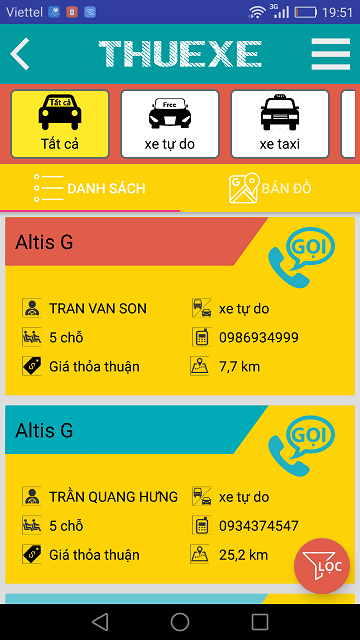 Viettel 3G 19:51
THUEXE
Tất cả Free
Tất cả xe tự do xe taxi
DANH SÁCH BẢN ĐỒ
Altis G GỌI
TRAN VAN SON xe tự do
5 chỗ 0986934999
Giá thỏa thuận 7,7 km
Altis G GỌI
TRẦN QUANG HƯNG xe tự do
5 chỗ 0934374547
Giá thỏa thuận 25,2 km
LỌC